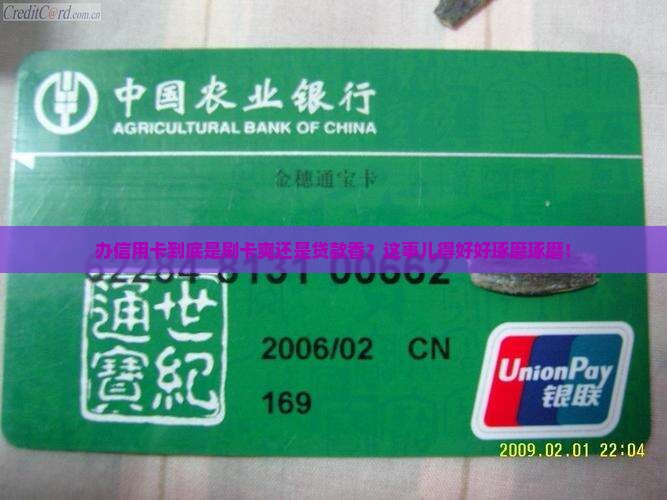 CreditCard.com.cn
中国农业银行
AGRICULTURAL BANK OF CHINA
金穗通宝卡
办信用卡到底是刷卡爽还是贷款香？这事儿得好好琢磨琢磨！
世紀
通寶
2006/02 CN
169
UnionPay
银联
2009.02.01 22:04